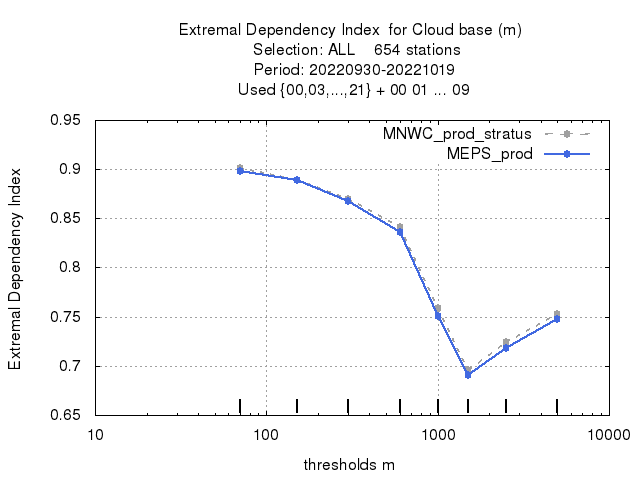 Extremal Dependency Index  for Cloud base (m)
Selection: ALL    654 stations
Period: 20220930-20221019
Used {00,03,...,21} + 00 01 ... 09
MNWC_prod_stratus
MEPS_prod
Extremal Dependency Index
0.95
0.9
0.85
0.8
0.75
0.7
0.65
10 100 1000 10000
thresholds m